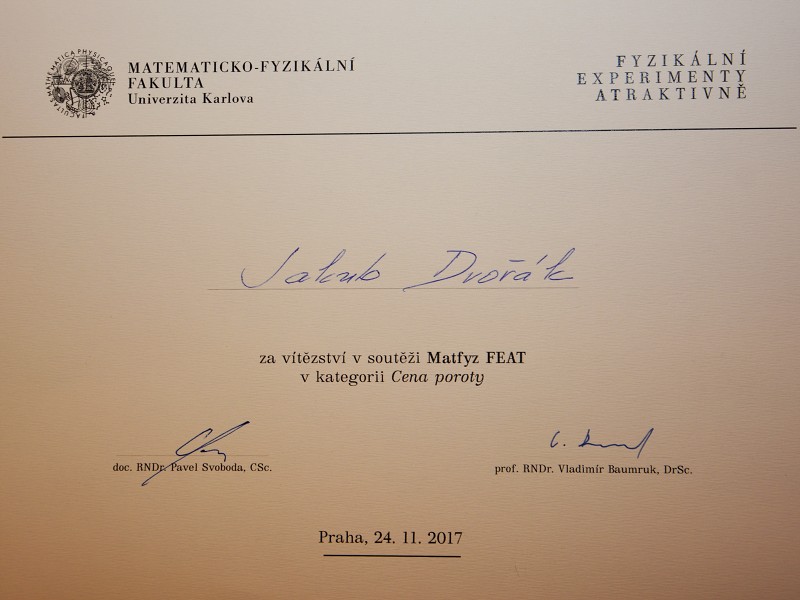 MATEMATICKO-FYZIKÁLNÍ
FAKULTA
Univerzita Karlova
FYZIKÁLNÍ
EXPERIMENTY
ATRAKTIVNĚ
Jakub Dvořák
za vítězství v soutěži Matfyz FEAT
v kategorii Cena poroty
doc. RNDr. Pavel Svoboda, CSc.
prof. RNDr. Vladimír Baumruk, DrSc.
Praha, 24. 11. 2017